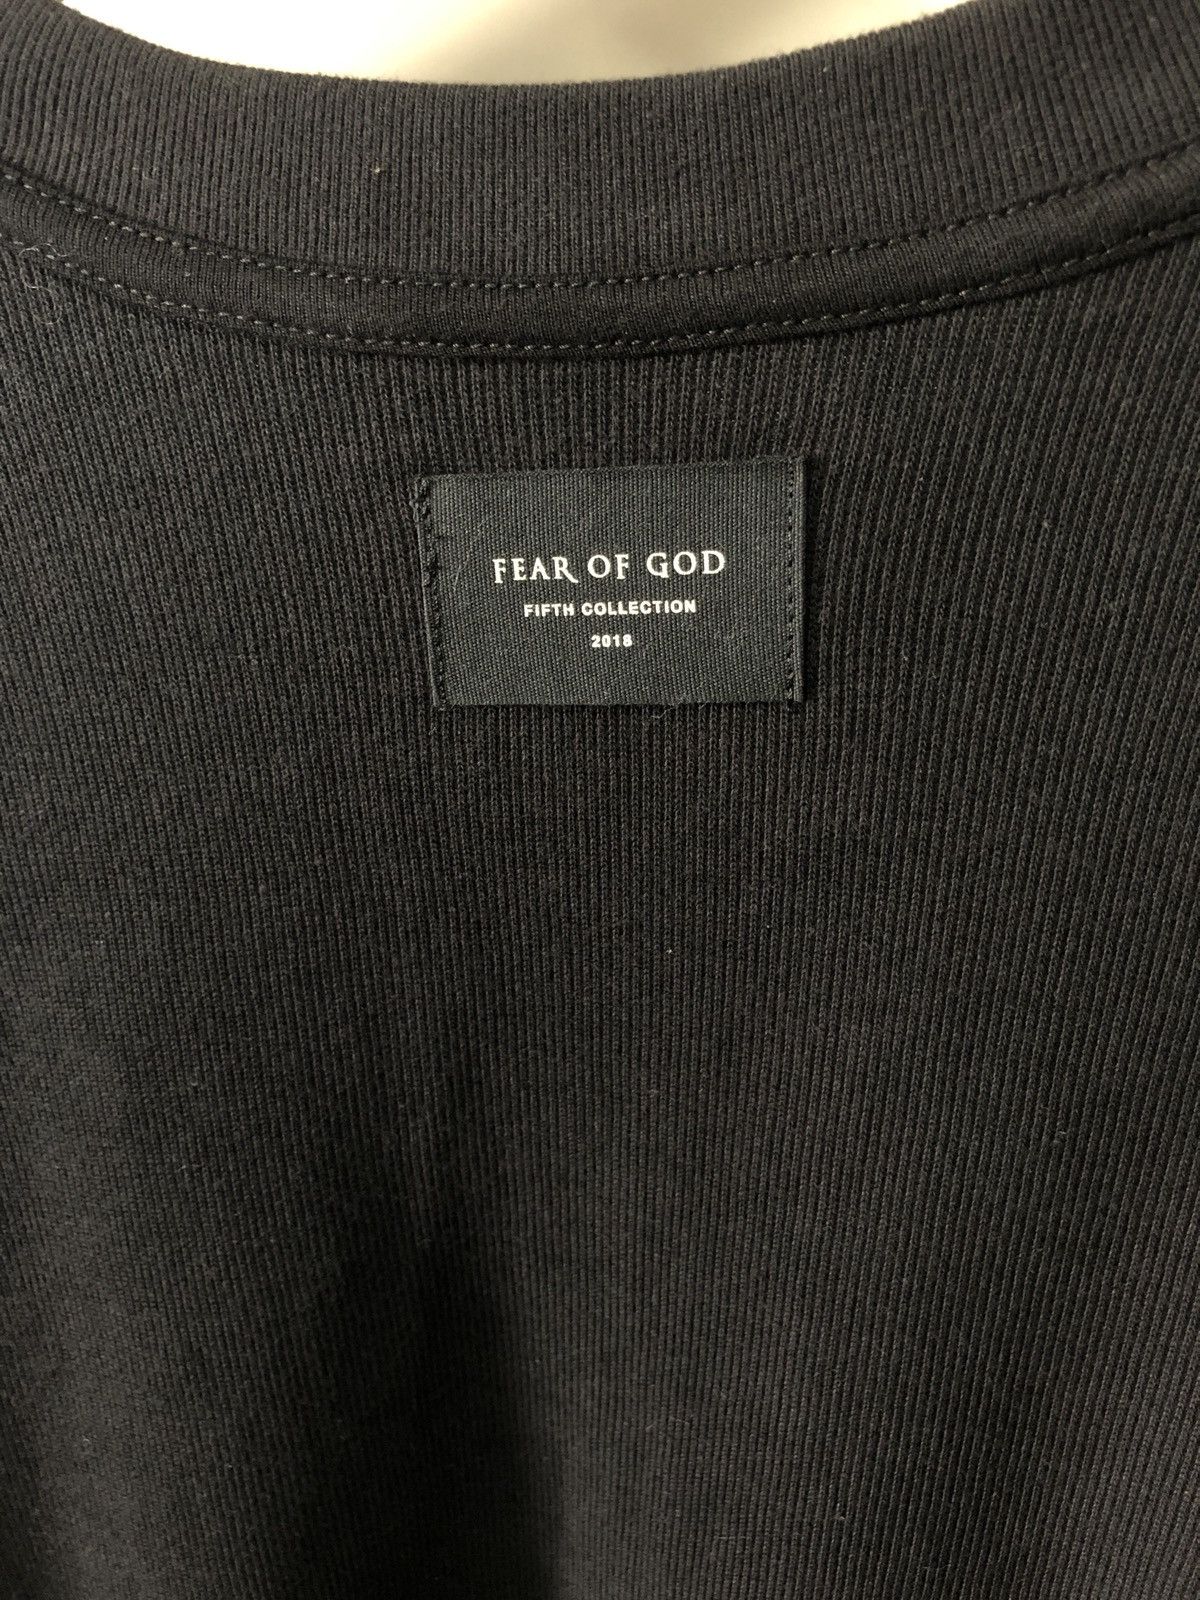 FEAR OF GOD
FIFTH COLLECTION
2018